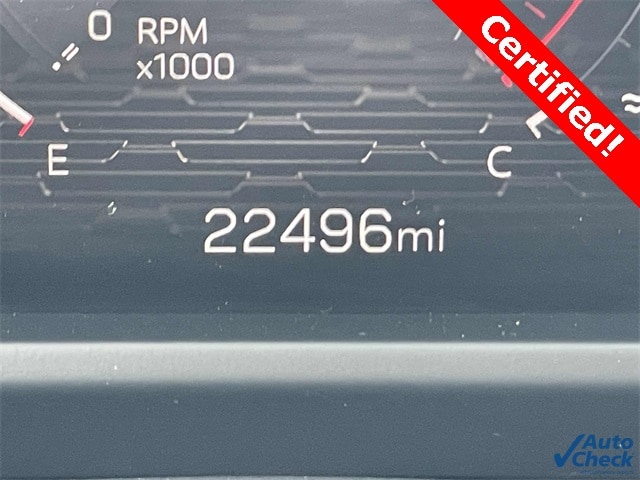 0 RPM
x1000
Certified!
E
C
22496mi
Auto
Check